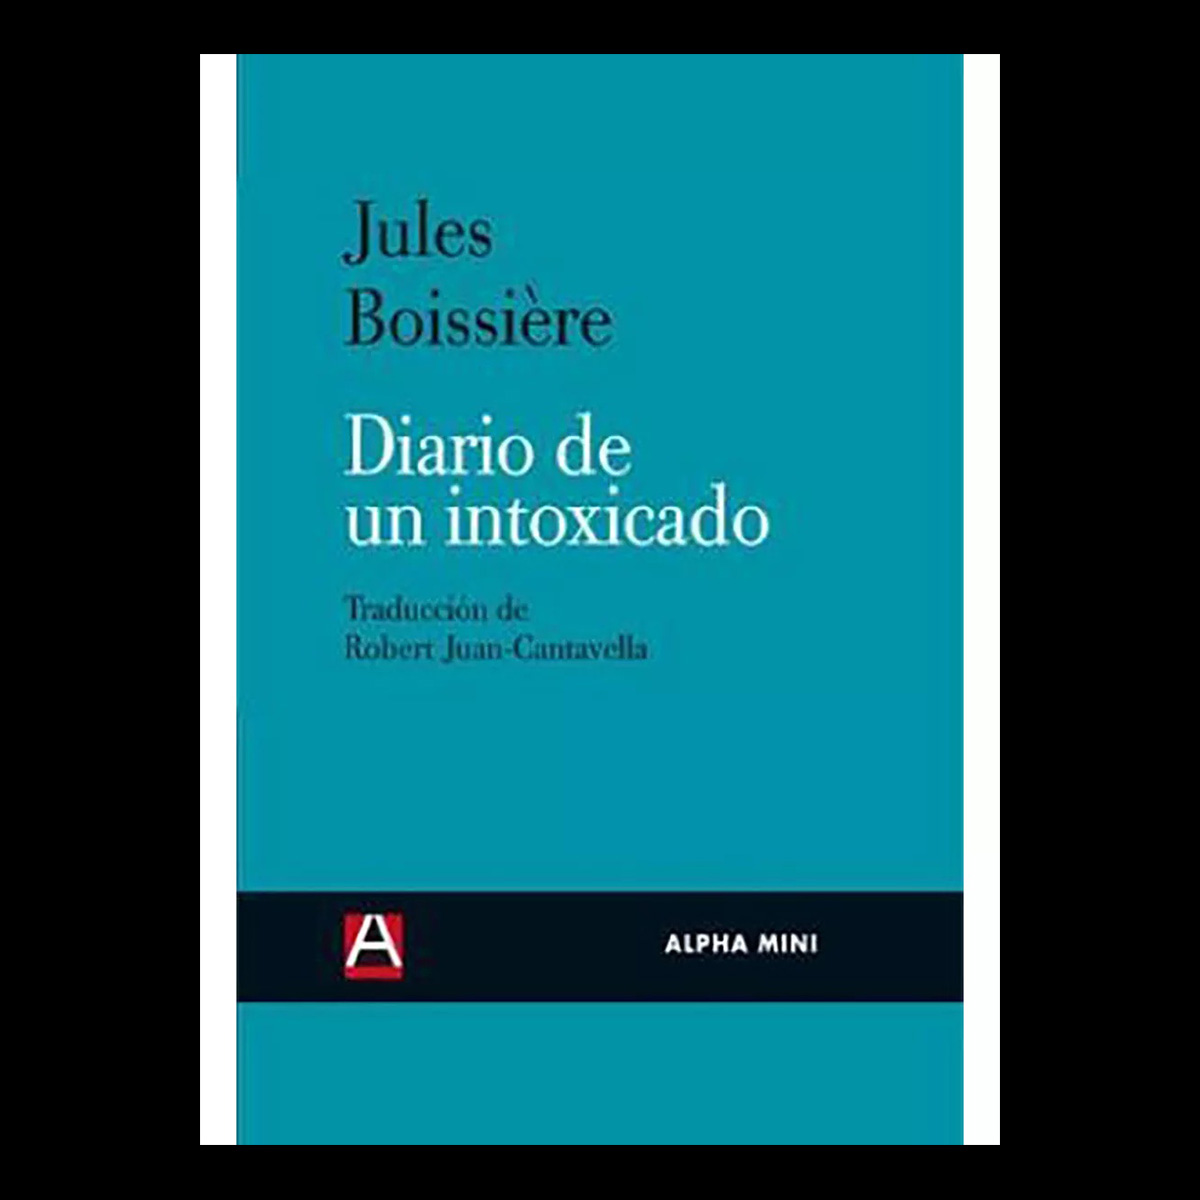 Jules
Boissière
Diario de
un intoxicado
Traducción de
Robert Juan-Cantavella
A
ALPHA MINI